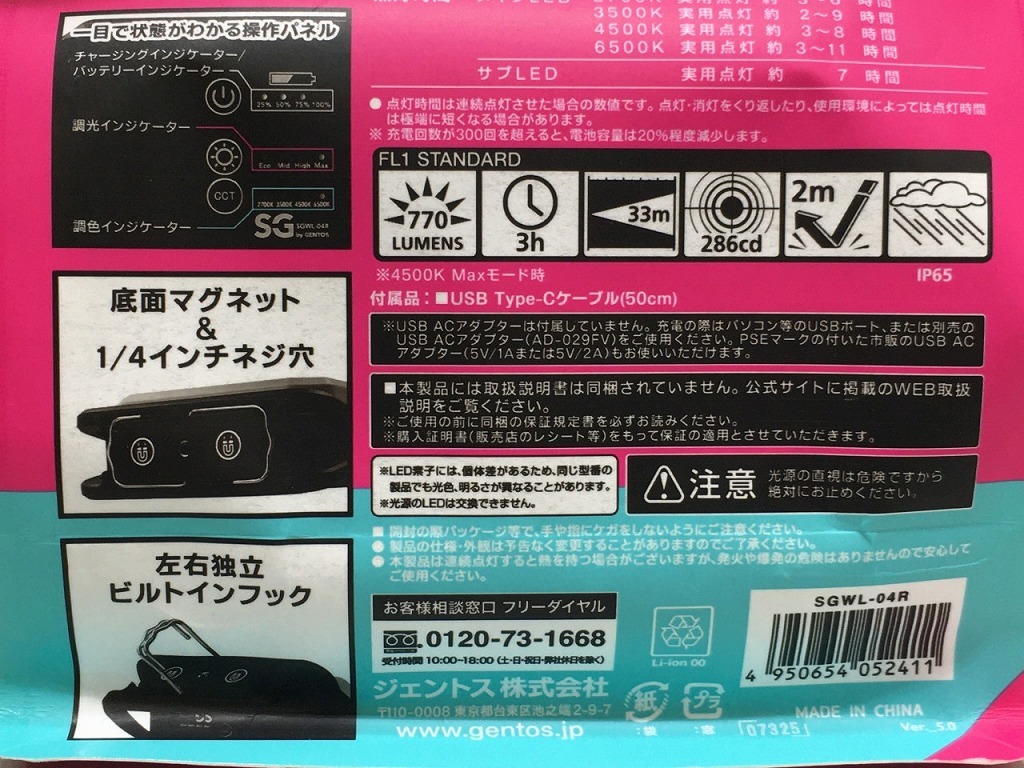 一目で状態がわかる操作パネル
チャージングインジケーター/
バッテリーインジケーター
25% 50% 75% 100%
調光インジケーター
Eco Mid High Max
CCT
2700K 3500K 4500K 6500K
調色インジケーター
SG SGWL-04R
by GENTOS
底面マグネット
&
1/4インチネジ穴
左右独立
ビルトインフック
3500K 実用点灯 約 2~9 時間
4500K 実用点灯 約 3~8 時間
6500K 実用点灯 約 3~11 時間
サブLED 実用点灯 約 7 時間
●点灯時間は連続点灯させた場合の数値です。点灯・消灯をくり返したり、使用環境によっては点灯時間
は極端に短くなる場合があります。
※充電回数が300回を超えると、電池容量は20%程度減少します。
FL1 STANDARD
770
LUMENS
3h
33m
286cd
2m
IP65
※4500K Maxモード時
付属品：■USB Type-Cケーブル(50cm)
※USB ACアダプターは付属していません。充電の際はパソコン等のUSBポート、または別売の
USB ACアダプター(AD-029FV)をご使用ください。PSEマークの付いた市販のUSB AC
アダプター(5V/1Aまたは5V/2A)もお使いいただけます。
■本製品には取扱説明書は同梱されていません。公式サイトに掲載のWEB取扱
説明をご覧ください。
※ご使用の前に同梱の保証規定書を必ずお読みください。
※購入証明書(販売店のレシート等)をもって保証の適用とさせていただきます。
※LED素子には、個体差があるため、同じ型番の
製品でも光色、明るさが異なることがあります。
※光源のLEDは交換できません。
注意
光源の直視は危険ですから
絶対にお止めください。
■開封の際パッケージ等で、手や指にケガをしないようにご注意ください。
●製品の仕様・外観は予告なく変更することがありますのでご了承ください。
●本製品は連続点灯すると熱を持つ場合がございますが、発火や爆発の危険はありませんので安心して
ご使用ください。
お客様相談窓口 フリーダイヤル
0120-73-1668
受付時間 10:00~18:00 (土・日・祝日・弊社休日を除く)
ジェントス株式会社
〒110-0008 東京都台東区池之端2-9-7
www.gentos.jp
Li-ion 00
紙
:袋
プラ
:窓
SGWL-04R
4 950654 052411
MADE IN CHINA
07325
Ver._5.0